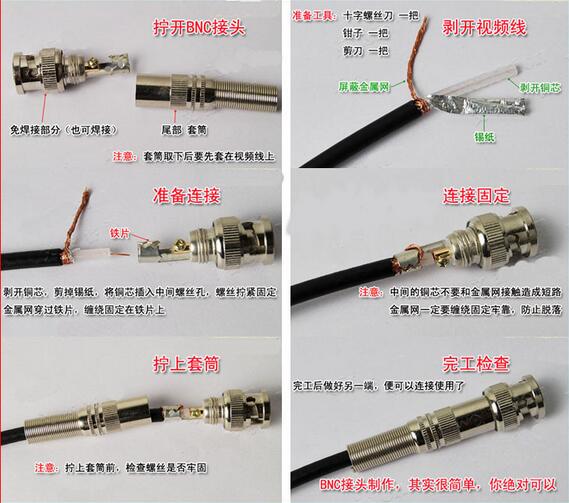 拧开BNC接头
免焊接部分（也可焊接）
尾部 套筒
注意：套筒取下后要先套在视频线上
准备工具：十字螺丝刀 一把
钳子 一把
剪刀 一把
剥开视频线
屏蔽金属网
剥开铜芯
锡纸
准备连接
铁片
剥开铜芯，剪掉锡纸，将铜芯插入中间螺丝孔，螺丝拧紧固定
金属网穿过铁片，缠绕固定在铁片上
连接固定
注意：中间的铜芯不要和金属网接触造成短路
金属网一定要缠绕固定牢靠，防止脱落
拧上套筒
注意：拧上套筒前，检查螺丝是否牢固
完工检查
完工后做好另一端，便可以连接使用了
BNC接头制作，其实很简单，你绝对可以